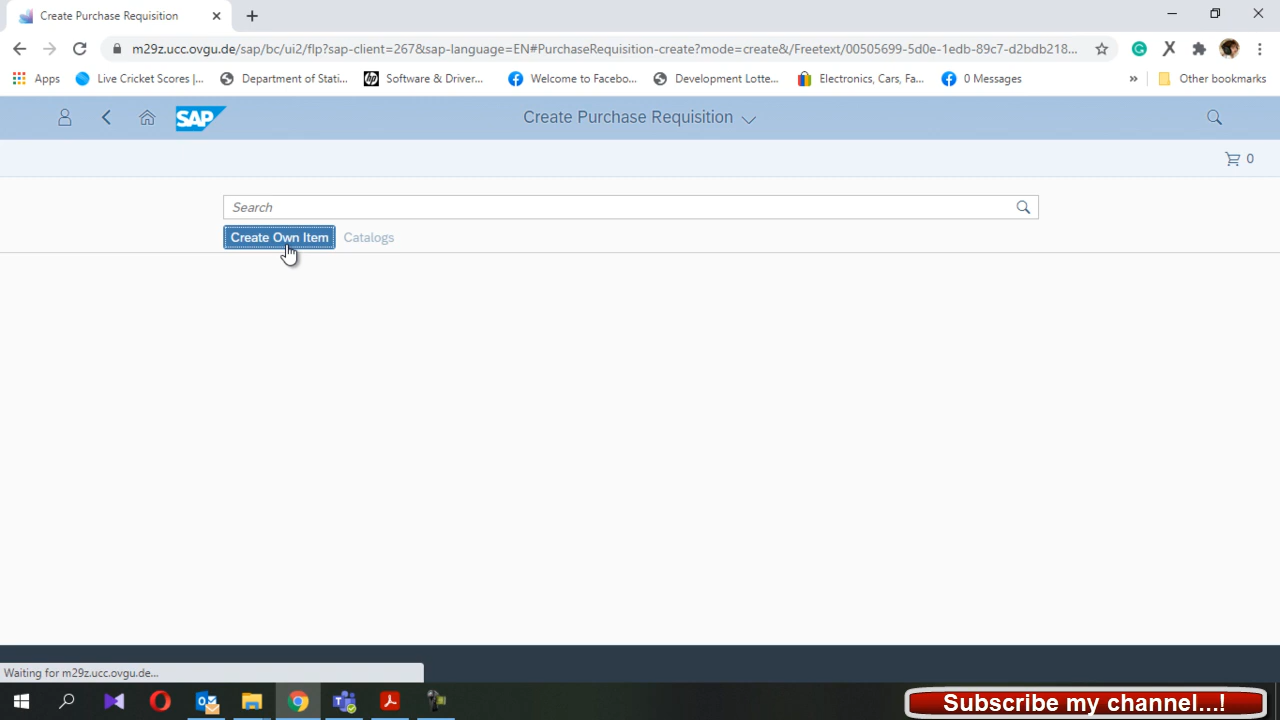 Create Purchase Requisition
m29z.ucc.ovgu.de/sap/bc/ui2/flp?sap-client=267&sap-language=EN#PurchaseRequisition-create?mode=create&/Freetext/00505699-5d0e-1edb-89c7-d2bdb218...
Apps Live Cricket Scores |... Department of Stati... Software & Driver... Welcome to Facebo... Development Lotte... Electronics, Cars, Fa... 0 Messages » Other bookmarks
SAP Create Purchase Requisition
0
Search
Create Own Item Catalogs
Waiting for m29z.ucc.ovgu.de...
Subscribe my channel...!